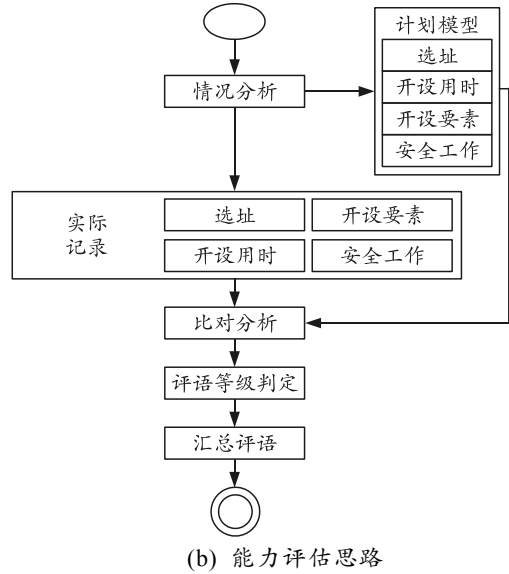 计划模型
选址
开设用时
开设要素
安全工作
情况分析
实际
记录
选址
开设要素
开设用时
安全工作
比对分析
评语等级判定
汇总评语
(b) 能力评估思路